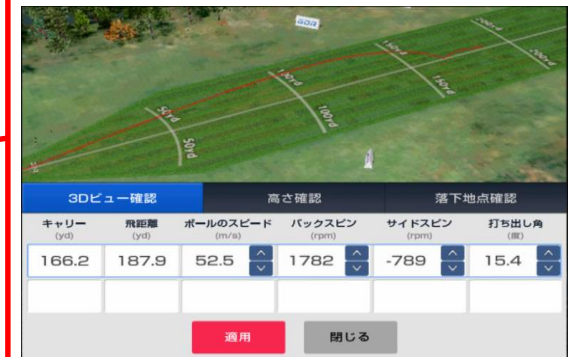 GDR
50yd
50yd
100yd
100yd
150yd
150yd
200yd
200yd
3Dビュー確認 高さ確認 落下地点確認
キャリー 飛距離 ボールのスピード バックスピン サイドスピン 打ち出し角
(yd) (yd) (m/s) (rpm) (rpm) (度)
166.2 187.9 52.5 1782 -789 15.4
適用 閉じる